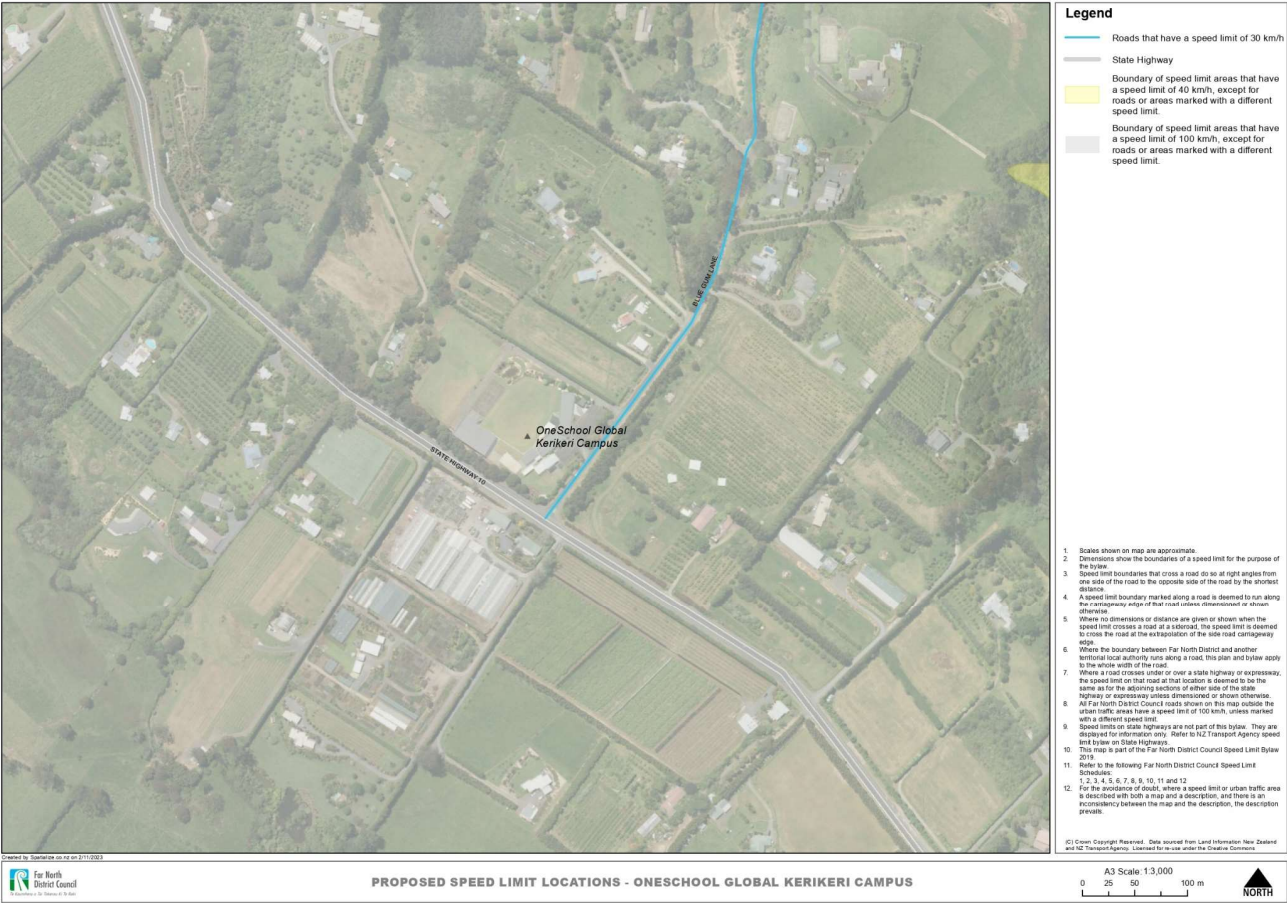 Legend
Roads that have a speed limit of 30 km/h
State Highway
Boundary of speed limit areas that have
a speed limit of 40 km/h, except for
roads or areas marked with a different
speed limit.
Boundary of speed limit areas that have
a speed limit of 100 km/h, except for
roads or areas marked with a different
speed limit.
BLUE GUM LANE
OneSchool Global
Kerikeri Campus
STATE HIGHWAY 10
1. Scales shown on map are approximate.
2. Dimensions show the boundaries of a speed limit for the purpose of
the bylaw.
3. Speed limit boundaries that cross a road do so at right angles from
one side of the road to the opposite side of the road by the shortest
distance.
4. A speed limit boundary marked along a road is deemed to run along
the carriageway edge of that road unless dimensioned or shown
otherwise.
5. Where no dimensions or distance are given or shown when the
speed limit crosses a road at a sideroad, the speed limit is deemed
to cross the road at the extrapolation of the side road carriageway
edge.
6. Where the boundary between Far North District and another
territorial local authority runs along a road, this plan and bylaw apply
to the whole width of the road.
7. Where a road crosses under or over a state highway or expressway,
the speed limit on that road at that location is deemed to be the
same as for the adjoining sections of either side of the state
highway or expressway unless dimensioned or shown otherwise.
8. All Far North District Council roads shown on this map outside the
urban traffic areas have a speed limit of 100 km/h, unless marked
with a different speed limit.
9. Speed limits on state highways are not part of this bylaw. They are
displayed for information only. Refer to NZ Transport Agency speed
limit bylaw on State Highways.
10. This map is part of the Far North District Council Speed Limit Bylaw
2019.
11. Refer to the following Far North District Council Speed Limit
Schedules:
1, 2, 3, 4, 5, 6, 7, 8, 9, 10, 11 and 12
12. For the avoidance of doubt, where a speed limit or urban traffic area
is described with both a map and a description, and there is an
inconsistency between the map and the description, the description
prevails.
(C) Crown Copyright Reserved. Data sourced from Land Information New Zealand
and NZ Transport Agency. Licensed for re-use under the Creative Commons
Created by Spatialize.co.nz on 2/11/2023
Far North
District Council
PROPOSED SPEED LIMIT LOCATIONS - ONESCHOOL GLOBAL KERIKERI CAMPUS
A3 Scale 1:3,000
0 25 50 100 m
NORTH